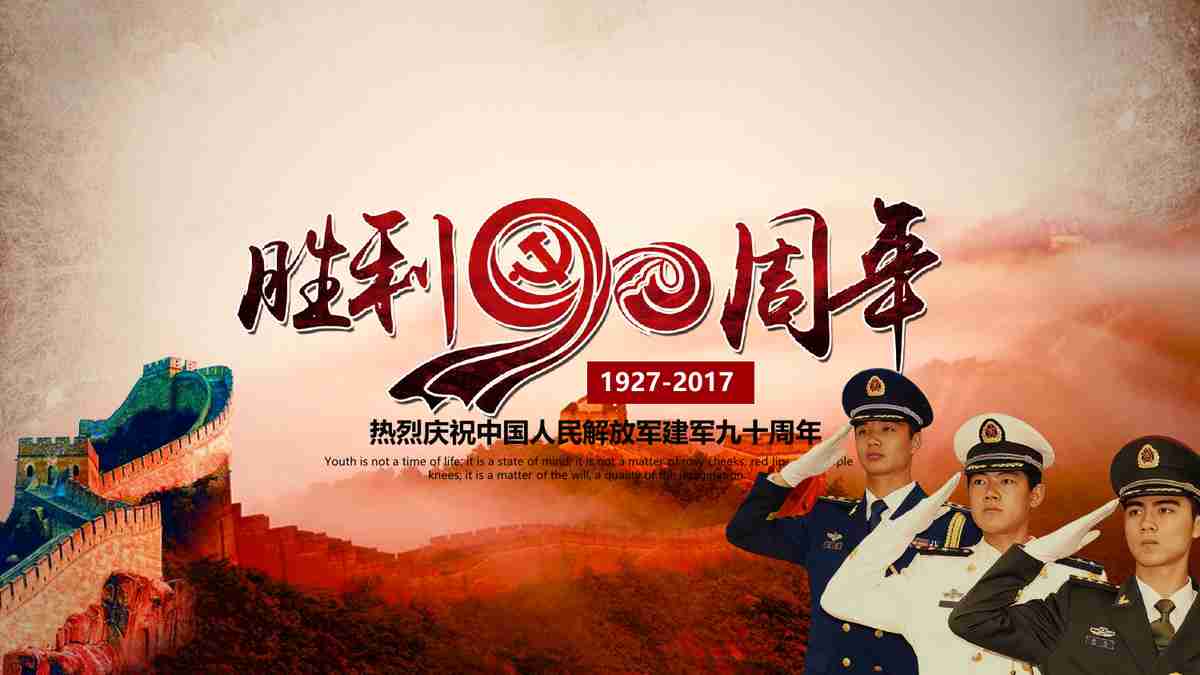 胜利90周年
1927-2017
热烈庆祝中国人民解放军建军九十周年
Youth is not a time of life; it is a state of mind; it is not a matter of rosy cheeks, red lips ple
knees; it is a matter of the will, a quality of the imagination